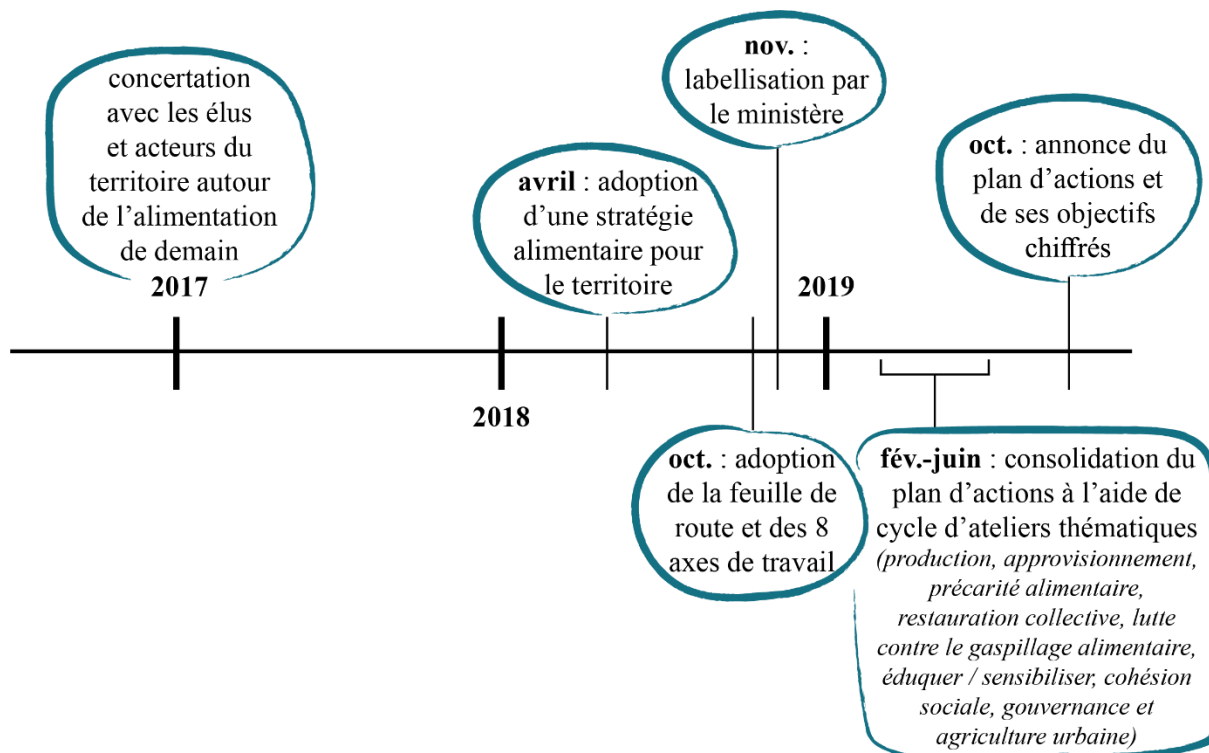 concertation
avec les élus
et acteurs du
territoire autour
de l’alimentation
de demain
2017
2018
avril : adoption
d’une stratégie
alimentaire pour
le territoire
oct. : adoption
de la feuille de
route et des 8
axes de travail
nov. :
labellisation par
le ministère
2019
fév.-juin : consolidation du
plan d’actions à l’aide de
cycle d’ateliers thématiques
(production, approvisionnement,
précarité alimentaire,
restauration collective, lutte
contre le gaspillage alimentaire,
éduquer / sensibiliser, cohésion
sociale, gouvernance et
agriculture urbaine)
oct. : annonce du
plan d’actions et
de ses objectifs
chiffrés